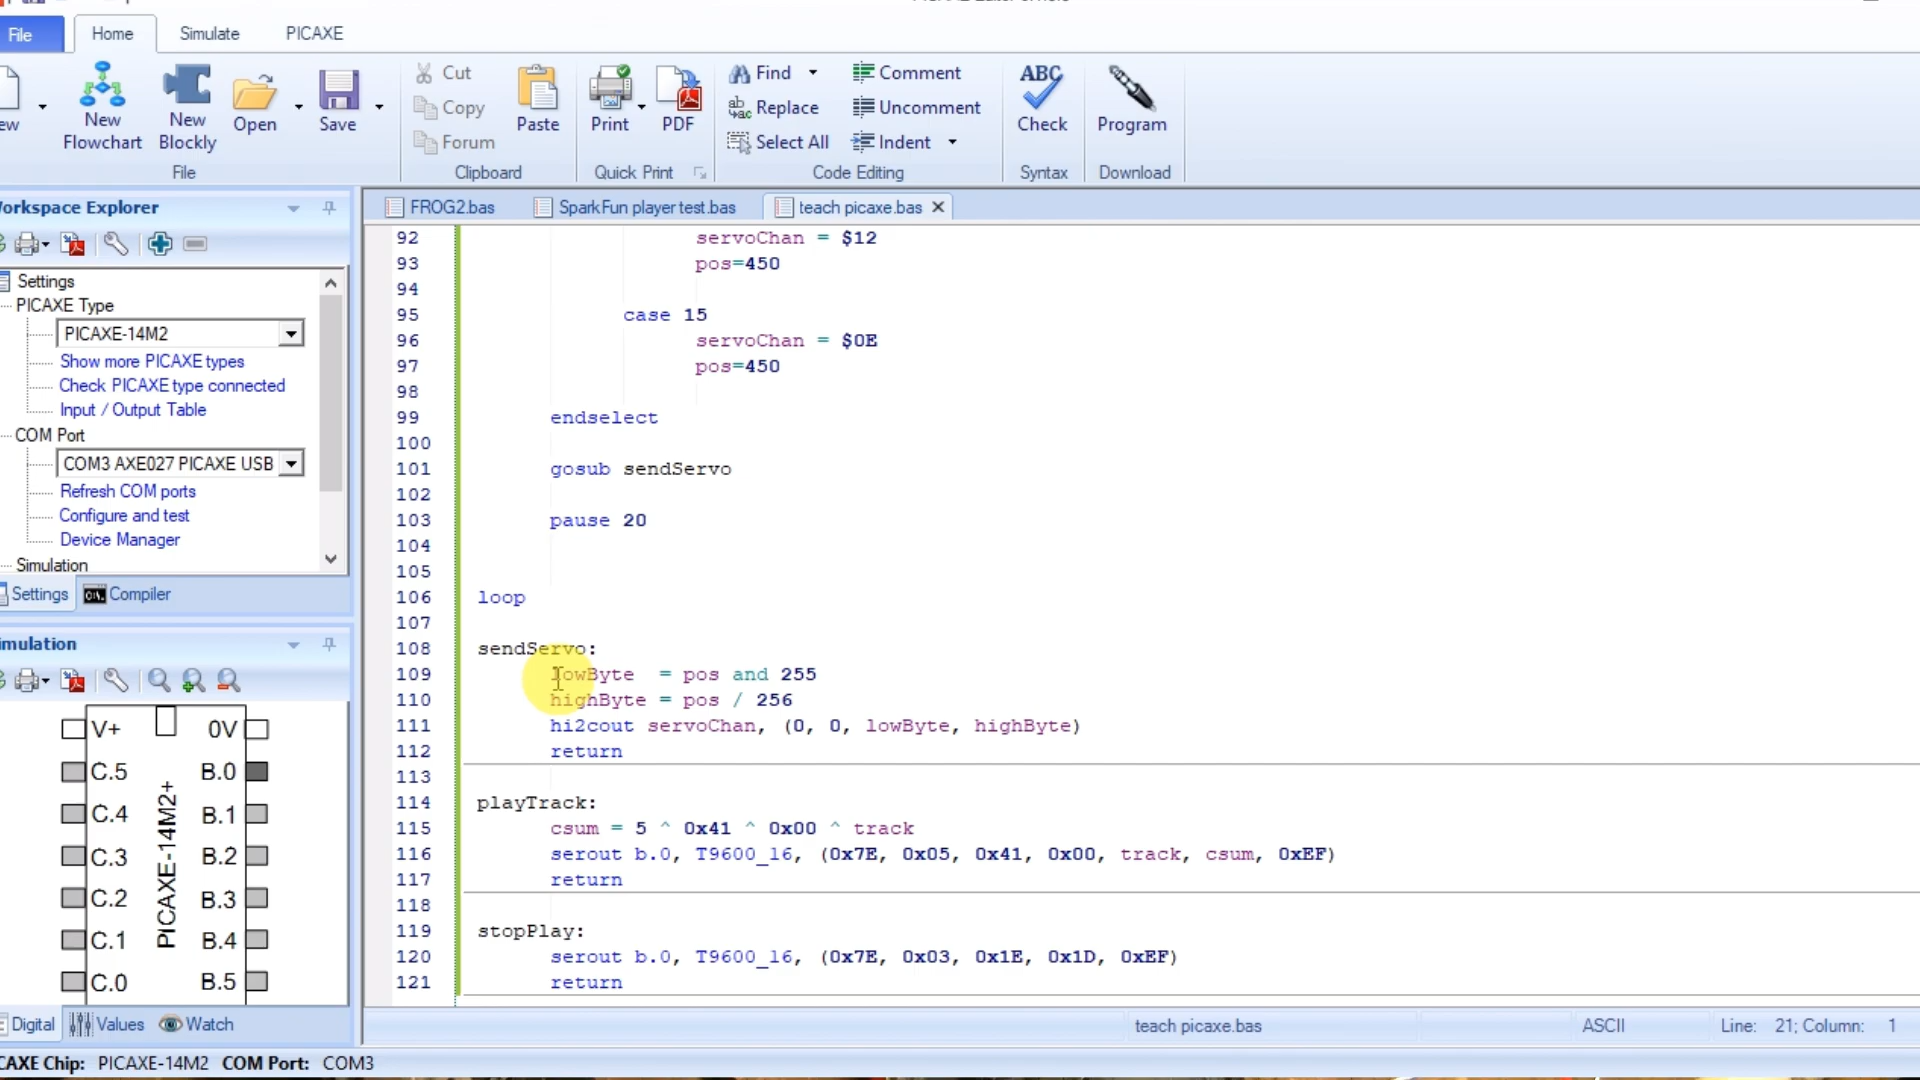 File Home Simulate PICAXE
New Flowchart
New Blockly
Open
Save
File
Cut
Copy
Forum
Paste
Clipboard
Print
PDF
Quick Print
Find
Replace
Select All
Comment
Uncomment
Indent
Code Editing
ABC
Check
Syntax
Program
Download
FROG2.bas SparkFun player test.bas teach picaxe.bas
Explorer
Settings
PICAXE Type
PICAXE-14M2
Show more PICAXE types
Check PICAXE type connected
Input / Output Table
COM Port
COM3 AXE027 PICAXE USB
Refresh COM ports
Configure and test
Device Manager
Simulation
Settings Compiler
V+ 0V
C.5 B.0
C.4 B.1
C.3 B.2
C.2 B.3
C.1 B.4
C.0 B.5
PICAXE-14M2+
Digital Values Watch
92 servoChan = $12
93 pos=450
94
95 case 15
96 servoChan = $0E
97 pos=450
98
99 endselect
100
101 gosub sendServo
102
103 pause 20
104
105
106 loop
107
108 sendServo:
109 lowByte = pos and 255
110 highByte = pos / 256
111 hi2cout servoChan, (0, 0, lowByte, highByte)
112 return
113
114 playTrack:
115 csum = 5 ^ 0x41 ^ 0x00 ^ track
116 serout b.0, T9600_16, (0x7E, 0x05, 0x41, 0x00, track, csum, 0xEF)
117 return
118
119 stopPlay:
120 serout b.0, T9600_16, (0x7E, 0x03, 0x1E, 0x1D, 0xEF)
121 return
teach picaxe.bas ASCII Line: 21; Column: 1
Chip: PICAXE-14M2 COM Port: COM3